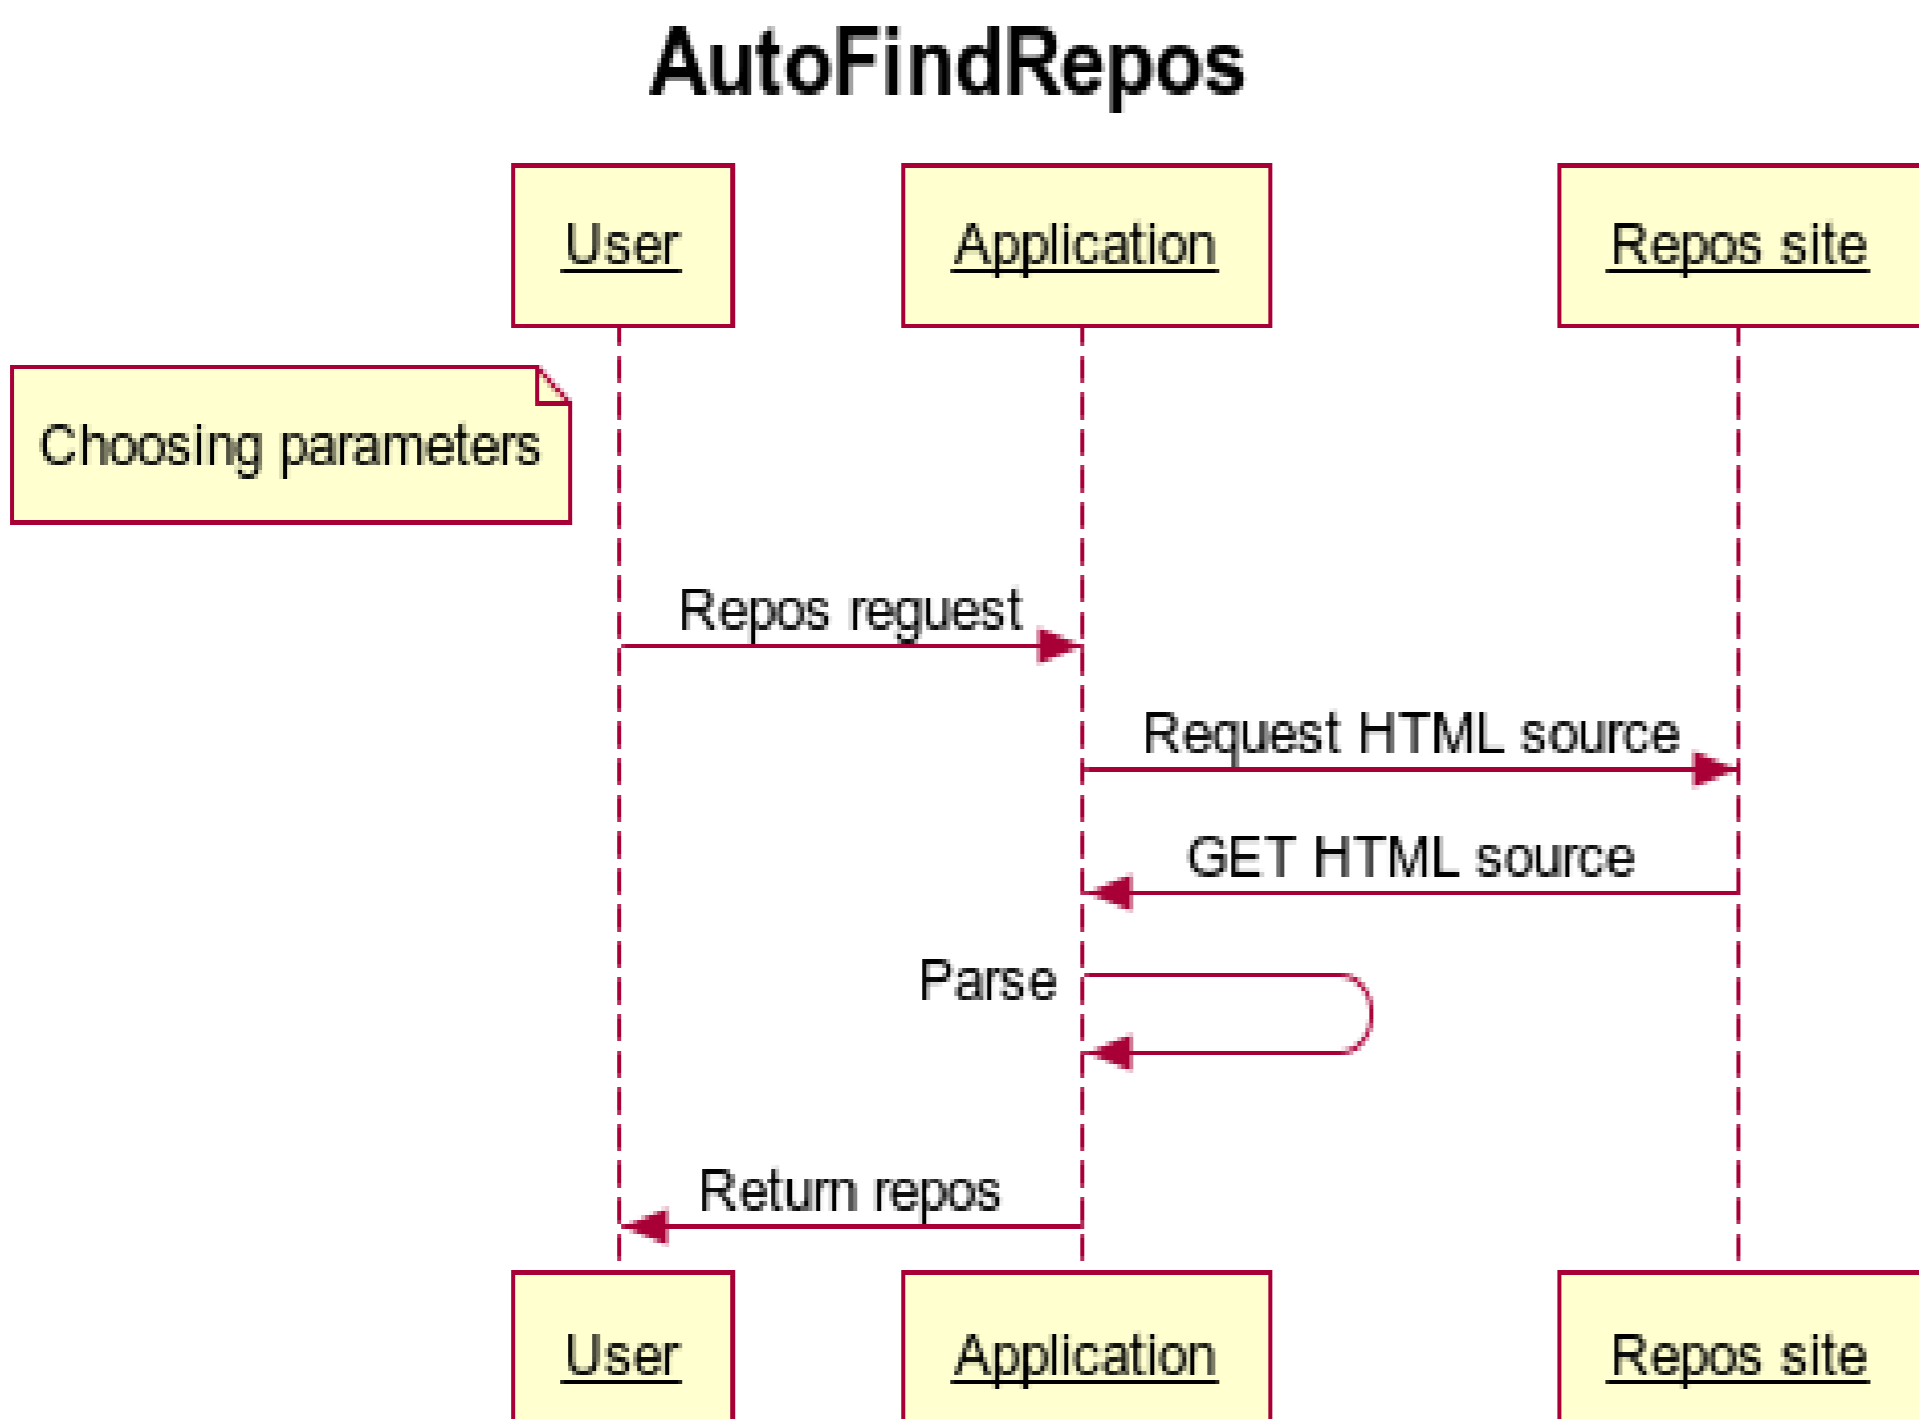 AutoFindRepos
User
Application
Repos site
Choosing parameters
Repos reguest
Request HTML source
GET HTML source
Parse
Return repos
User
Application
Repos site